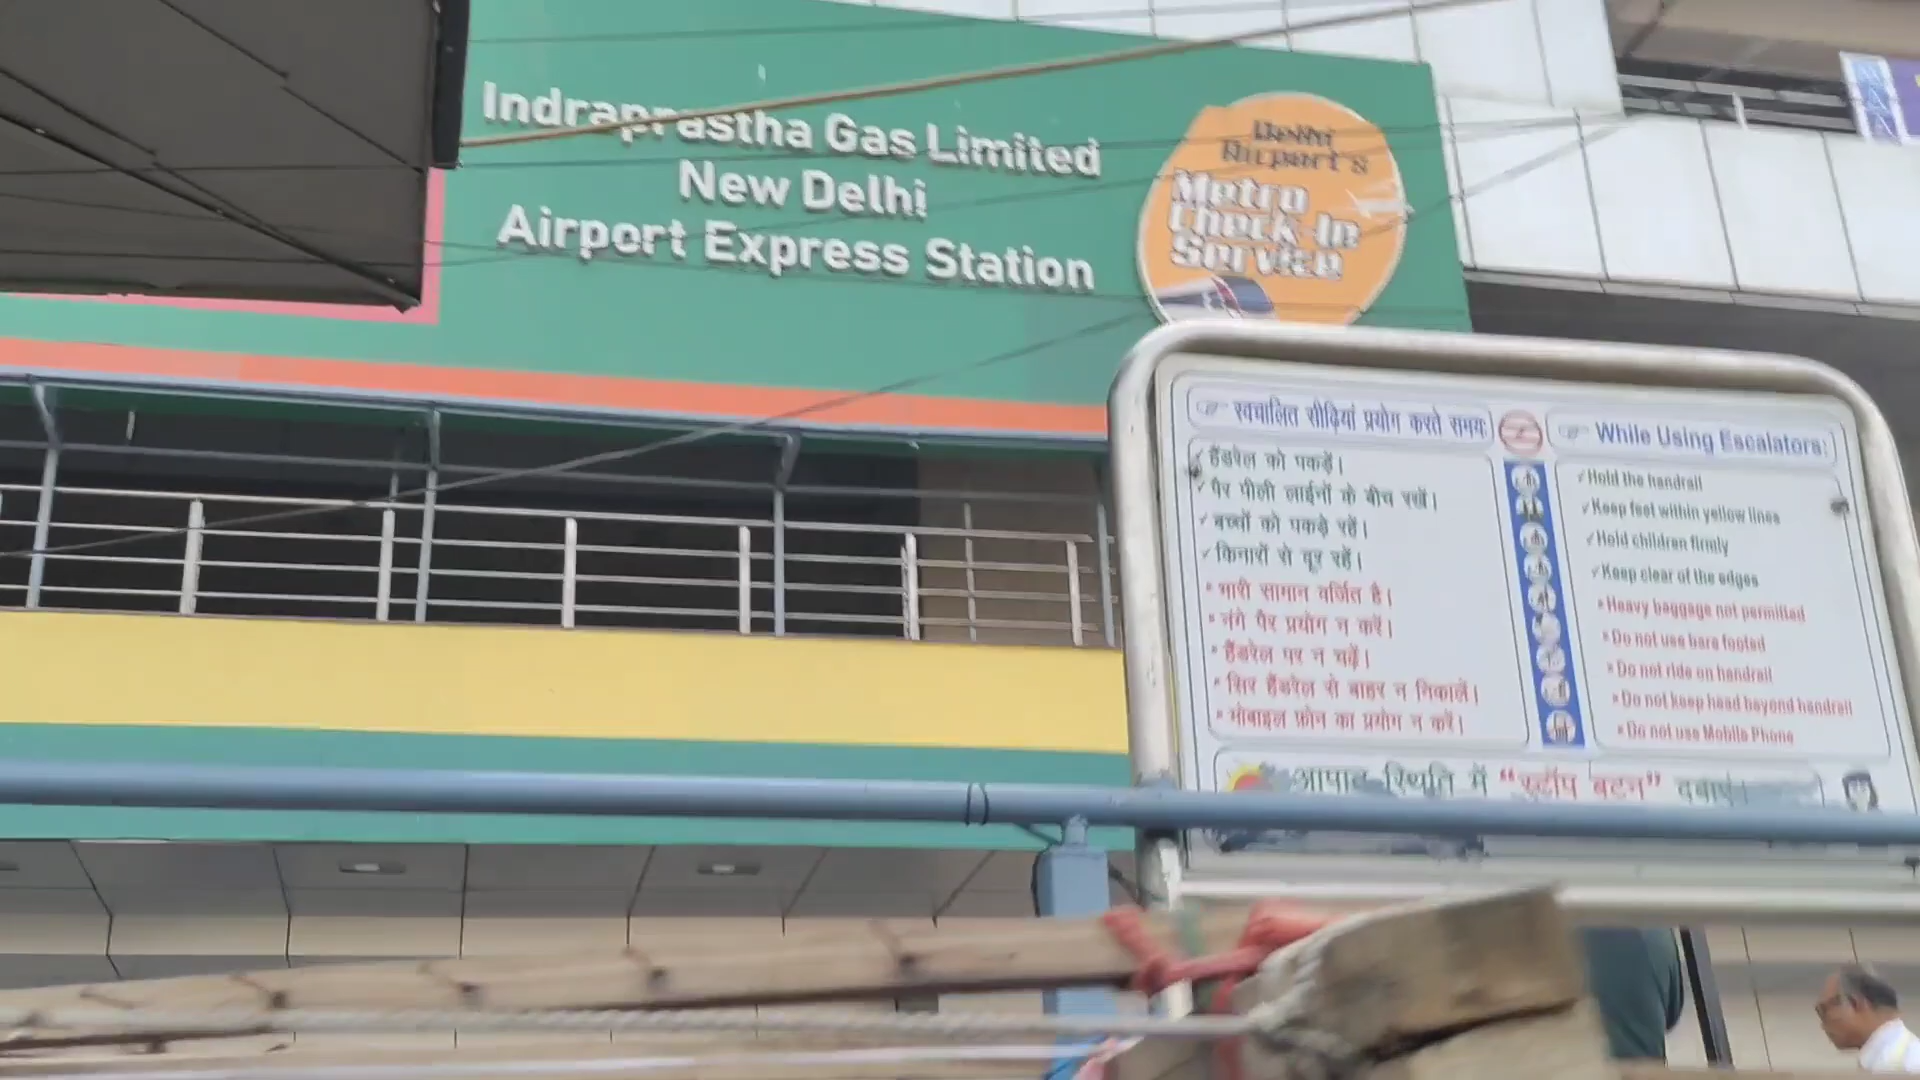 Indraprastha Gas Limited
New Delhi
Airport Express Station
Delhi
Airport's
Metro
Check-In
Service
स्वचालित सीढ़ियां प्रयोग करते समय:
हैंडरेल को पकड़ें।
पैर पीली लाईनों के बीच रखें।
बच्चों को पकड़े रहें।
किनारों से दूर रहें।
भारी सामान वर्जित है।
नंगे पैर प्रयोग न करें।
हैंडरेल पर न चढ़ें।
सिर हैंडरेल से बाहर न निकालें।
मोबाइल फ़ोन का प्रयोग न करें।
While Using Escalators:
Hold the handrail
Keep feet within yellow lines
Hold children firmly
Keep clear of the edges
Heavy baggage not permitted
Do not use bare footed
Do not ride on handrail
Do not keep head beyond handrail
Do not use Mobile Phone
आपात स्थिति में “स्टॉप बटन” दबाएं।